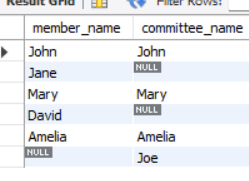 Result Grid Filter Rows:
member_name committee_name
John John
Jane NULL
Mary Mary
David NULL
Amelia Amelia
NULL Joe